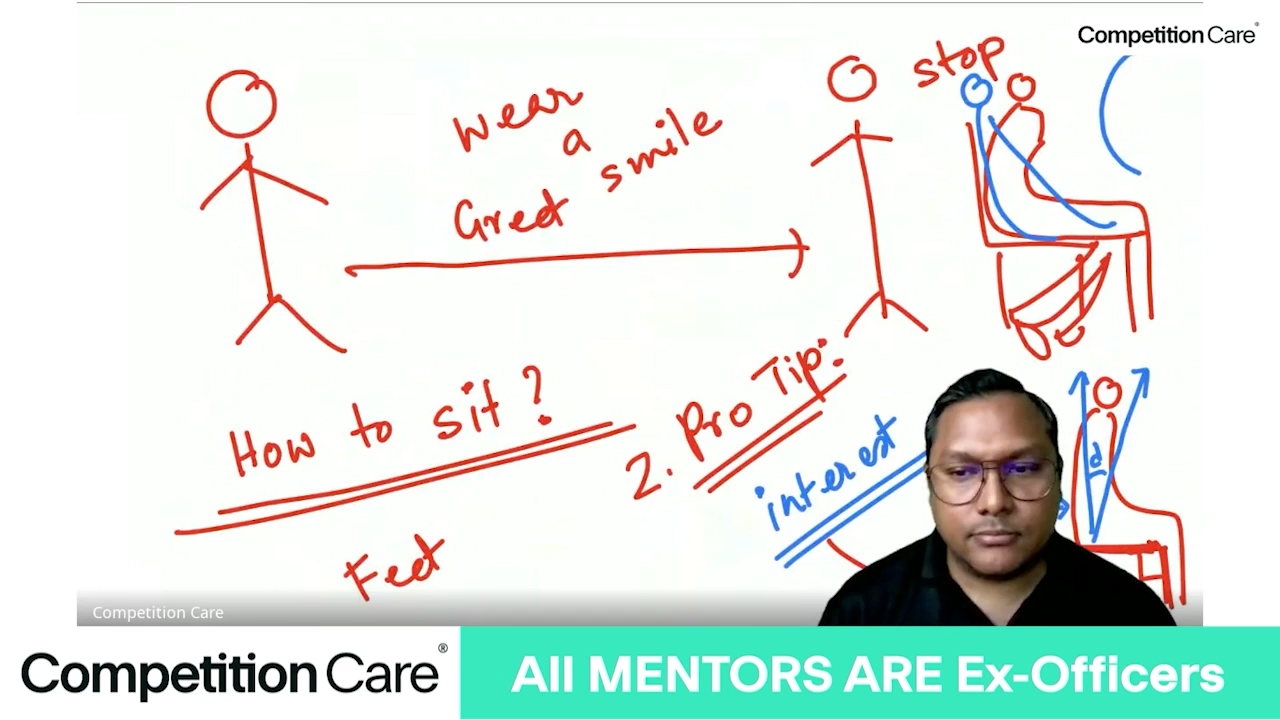 Competition Care
stop
wear
a
Great smile
How to sit?
2. Pro Tip:
interest
d
Feet
Competition Care
Competition Care
All MENTORS ARE Ex-Officers